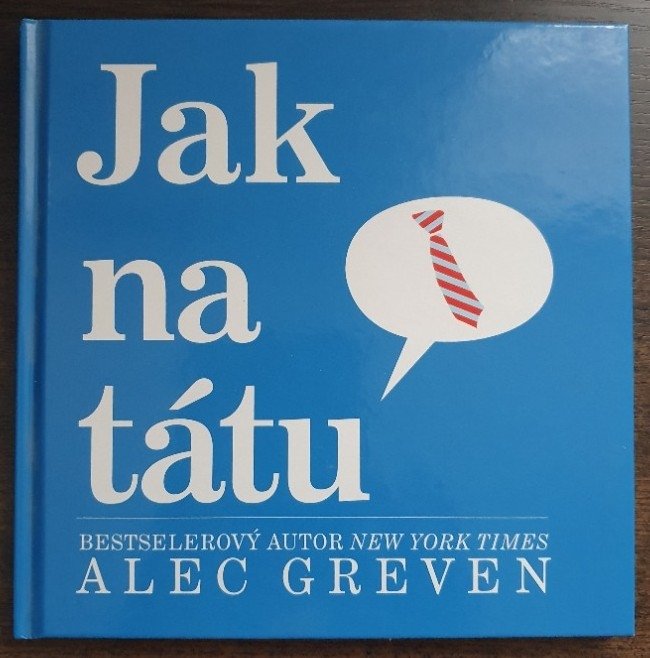 Jak
na
tátu
BESTSELEROVÝ AUTOR NEW YORK TIMES
ALEC GREVEN